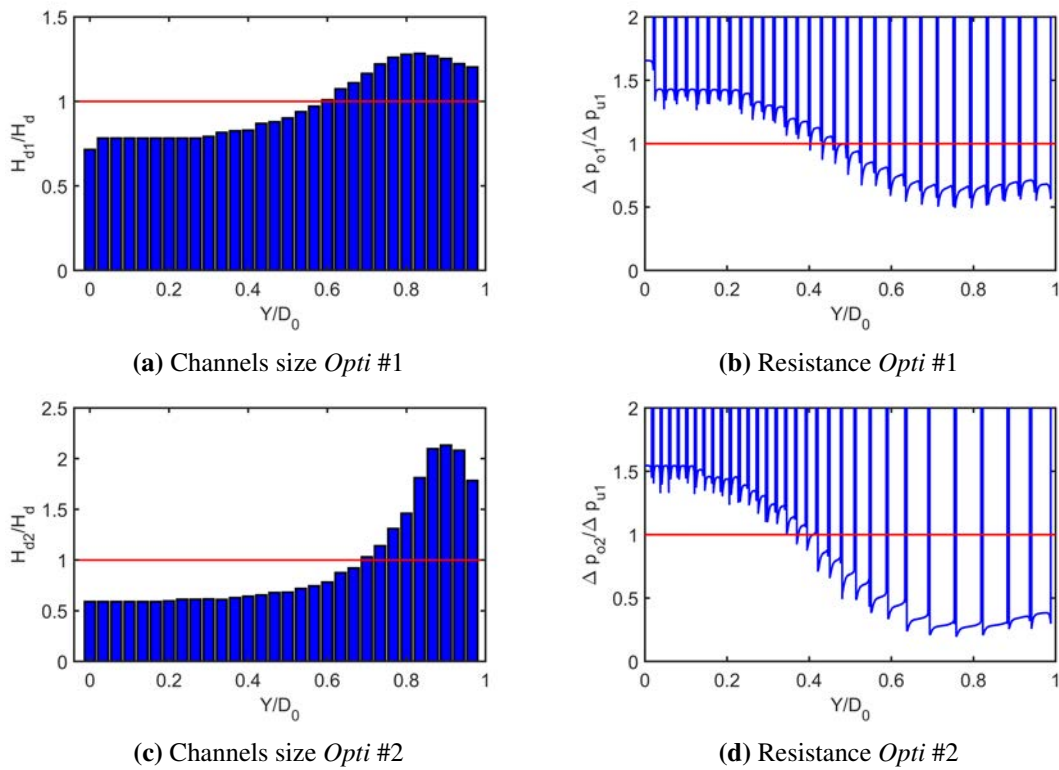 1.5
1
0.5
0
H_d1/H_d
0 0.2 0.4 0.6 0.8 1
Y/D_0
(a) Channels size Opti #1
2
1.5
1
0.5
0
Δ p_o1/Δ p_u1
0 0.2 0.4 0.6 0.8 1
Y/D_0
(b) Resistance Opti #1
2.5
2
1.5
1
0.5
0
H_d2/H_d
0 0.2 0.4 0.6 0.8 1
Y/D_0
(c) Channels size Opti #2
2
1.5
1
0.5
0
Δ p_o2/Δ p_u1
0 0.2 0.4 0.6 0.8 1
Y/D_0
(d) Resistance Opti #2